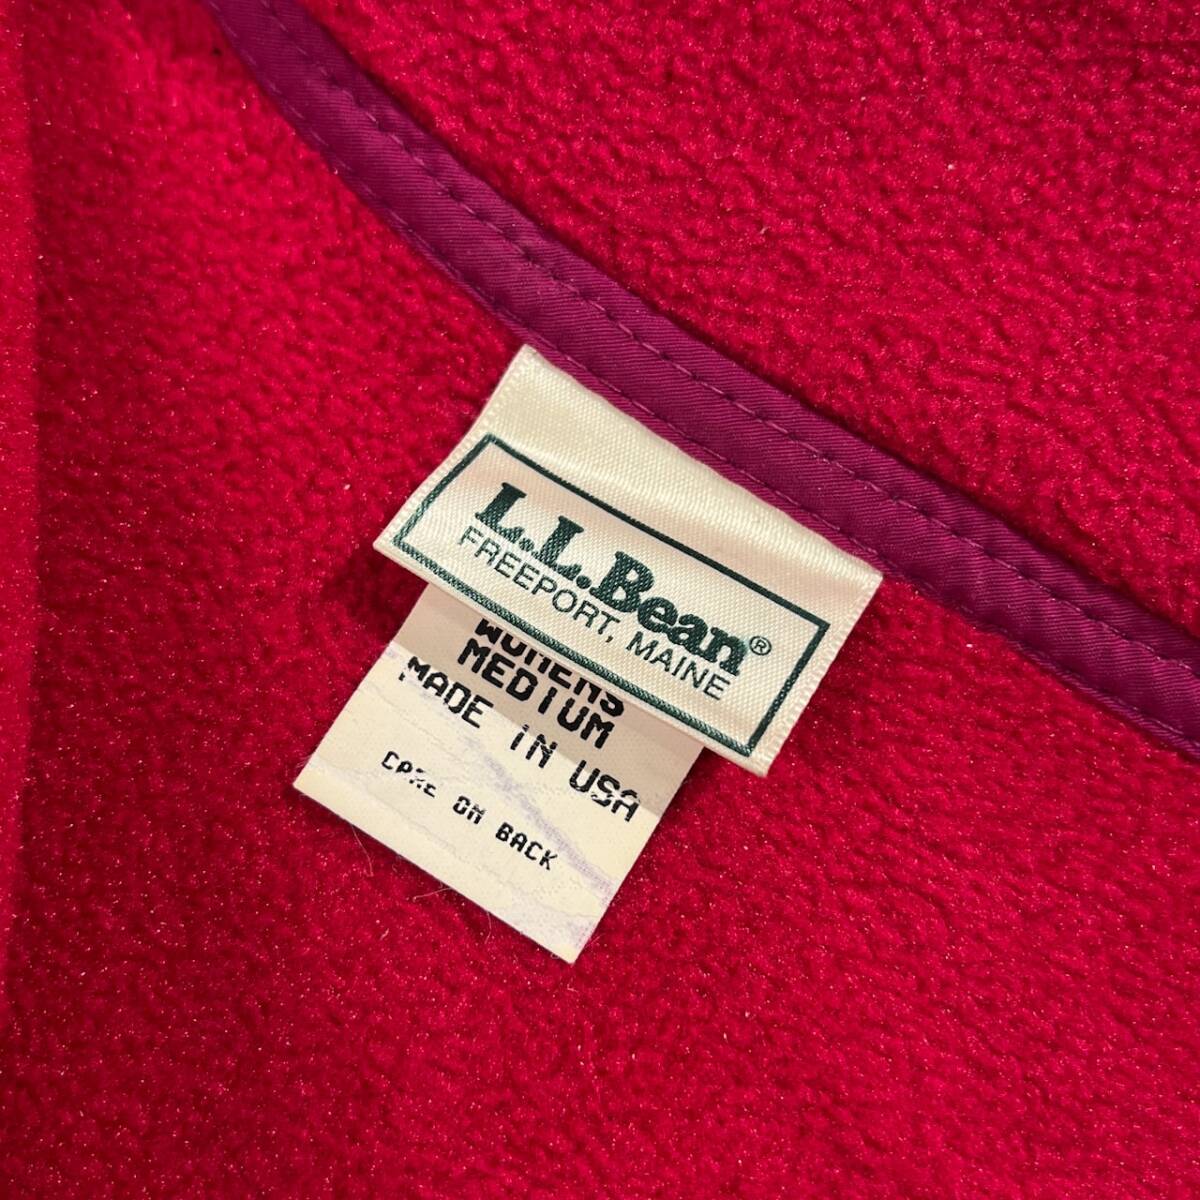 L.L.Bean®
FREEPORT, MAINE
WOMENS
MEDIUM
MADE IN USA
CARE ON BACK